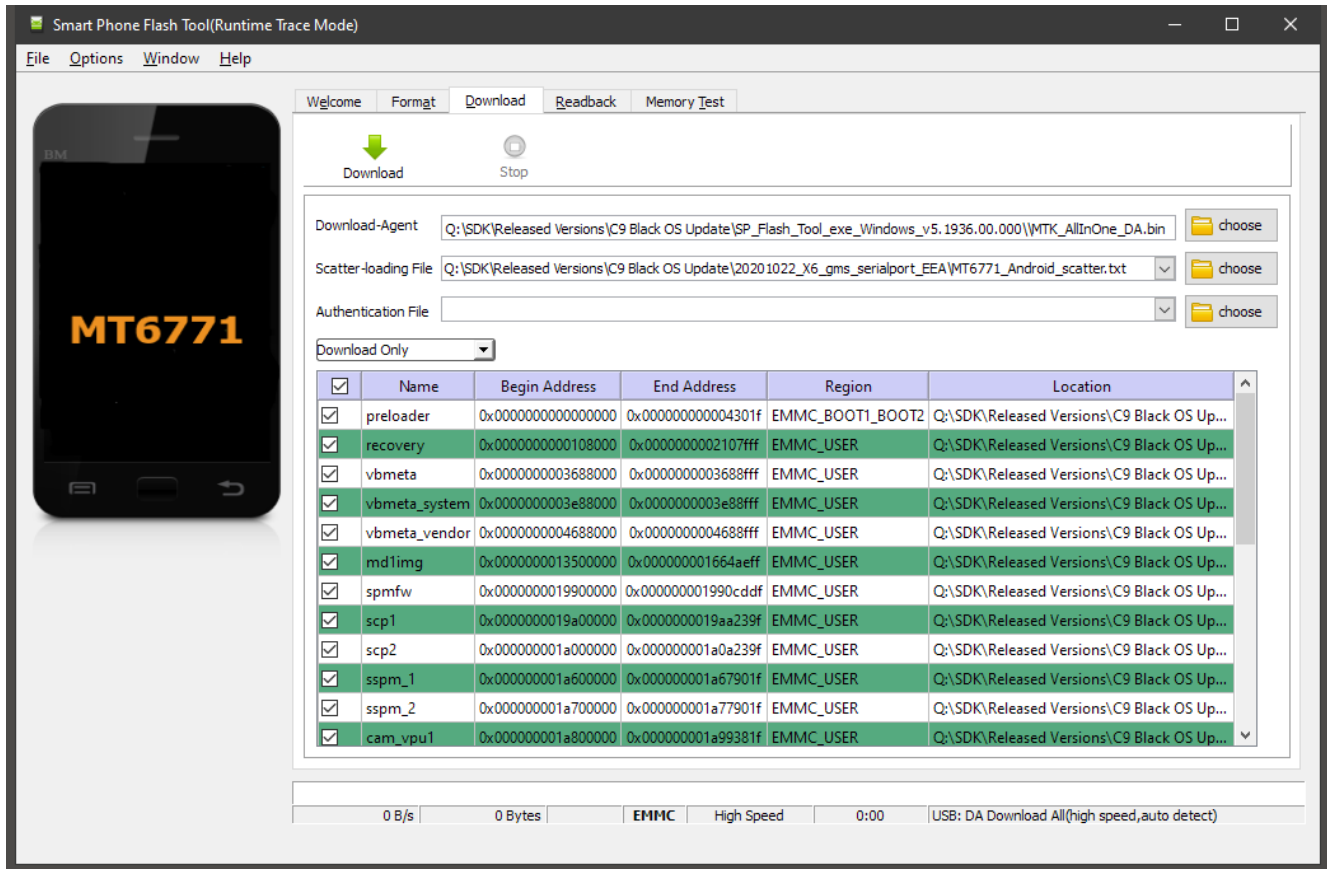 Smart Phone Flash Tool(Runtime Trace Mode)
File Options Window Help
Welcome Format Download Readback Memory Test
BM
Download Stop
Download-Agent Q:\SDK\Released Versions\C9 Black OS Update\SP_Flash_Tool_exe_Windows_v5.1936.00.000\\MTK_AllInOne_DA.bin choose
Scatter-loading File Q:\SDK\Released Versions\C9 Black OS Update\20201022_X6_gms_serialport_EEA\MT6771_Android_scatter.txt choose
Authentication File choose
MT6771
Download Only
Name Begin Address End Address Region Location
preloader 0x0000000000000000 0x000000000004301f EMMC_BOOT1_BOOT2 Q:\SDK\Released Versions\C9 Black OS Up...
recovery 0x0000000000108000 0x0000000002107fff EMMC_USER Q:\SDK\Released Versions\C9 Black OS Up...
vbmeta 0x0000000003688000 0x0000000003688fff EMMC_USER Q:\SDK\Released Versions\C9 Black OS Up...
vbmeta_system 0x0000000003e88000 0x0000000003e88fff EMMC_USER Q:\SDK\Released Versions\C9 Black OS Up...
vbmeta_vendor 0x0000000004688000 0x0000000004688fff EMMC_USER Q:\SDK\Released Versions\C9 Black OS Up...
md1img 0x0000000013500000 0x000000001664aeff EMMC_USER Q:\SDK\Released Versions\C9 Black OS Up...
spmfw 0x0000000019900000 0x000000001990cddf EMMC_USER Q:\SDK\Released Versions\C9 Black OS Up...
scp1 0x0000000019a00000 0x0000000019aa239f EMMC_USER Q:\SDK\Released Versions\C9 Black OS Up...
scp2 0x000000001a000000 0x000000001a0a239f EMMC_USER Q:\SDK\Released Versions\C9 Black OS Up...
sspm_1 0x000000001a600000 0x000000001a67901f EMMC_USER Q:\SDK\Released Versions\C9 Black OS Up...
sspm_2 0x000000001a700000 0x000000001a77901f EMMC_USER Q:\SDK\Released Versions\C9 Black OS Up...
cam_vpu1 0x000000001a800000 0x000000001a99381f EMMC_USER Q:\SDK\Released Versions\C9 Black OS Up...
0 B/s 0 Bytes EMMC High Speed 0:00 USB: DA Download All(high speed,auto detect)